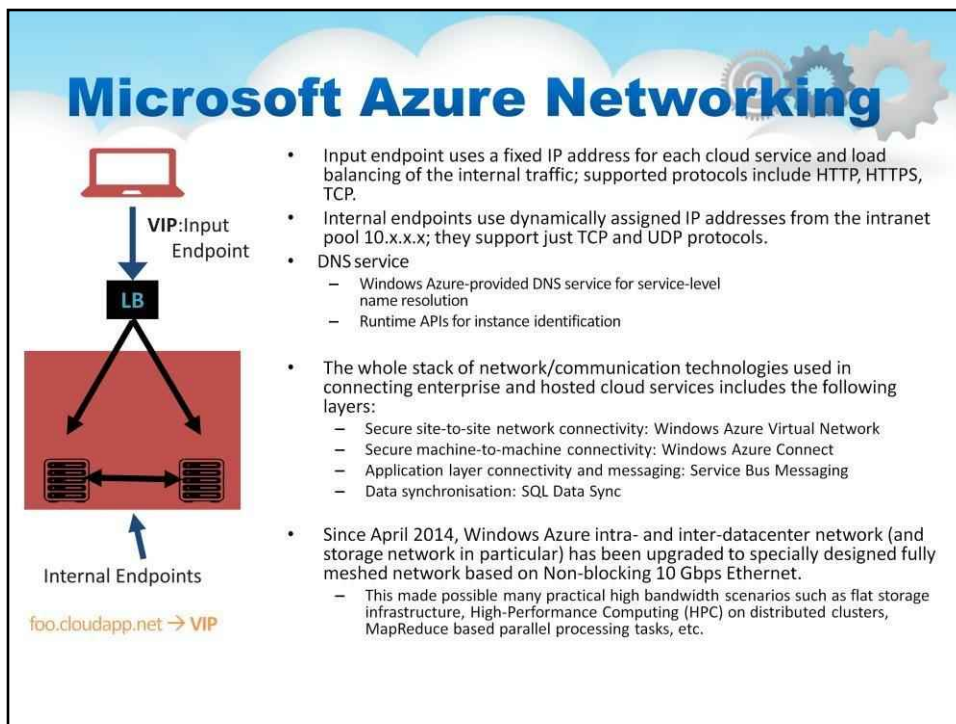 Microsoft Azure Networking
VIP:Input
Endpoint
LB
Internal Endpoints
foo.cloudapp.net → VIP
• Input endpoint uses a fixed IP address for each cloud service and load
balancing of the internal traffic; supported protocols include HTTP, HTTPS,
TCP.
• Internal endpoints use dynamically assigned IP addresses from the intranet
pool 10.x.x.x; they support just TCP and UDP protocols.
• DNS service
– Windows Azure-provided DNS service for service-level
name resolution
– Runtime APIs for instance identification
• The whole stack of network/communication technologies used in
connecting enterprise and hosted cloud services includes the following
layers:
– Secure site-to-site network connectivity: Windows Azure Virtual Network
– Secure machine-to-machine connectivity: Windows Azure Connect
– Application layer connectivity and messaging: Service Bus Messaging
– Data synchronisation: SQL Data Sync
• Since April 2014, Windows Azure intra- and inter-datacenter network (and
storage network in particular) has been upgraded to specially designed fully
meshed network based on Non-blocking 10 Gbps Ethernet.
– This made possible many practical high bandwidth scenarios such as flat storage
infrastructure, High-Performance Computing (HPC) on distributed clusters,
MapReduce based parallel processing tasks, etc.